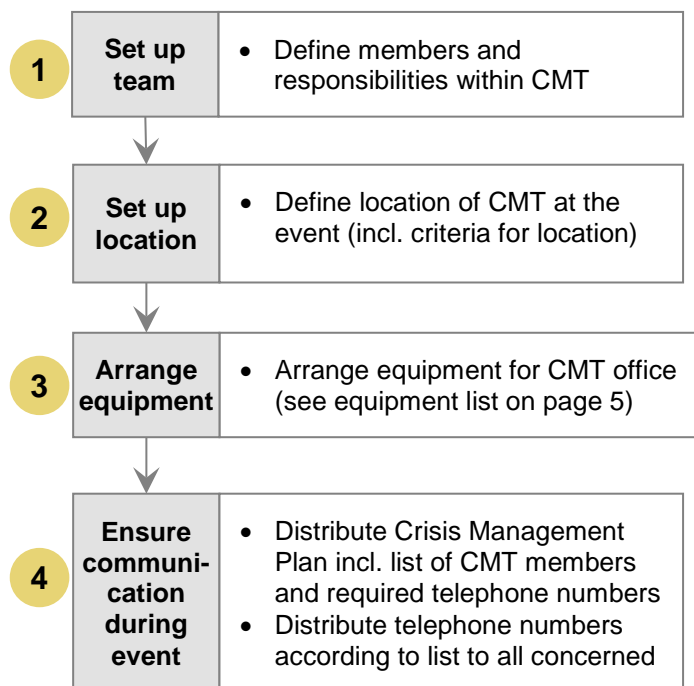 1
Set up
team
• Define members and
responsibilities within CMT
2
Set up
location
• Define location of CMT at the
event (incl. criteria for location)
3
Arrange
equipment
• Arrange equipment for CMT office
(see equipment list on page 5)
4
Ensure
communi-
cation
during
event
• Distribute Crisis Management
Plan incl. list of CMT members
and required telephone numbers
• Distribute telephone numbers
according to list to all concerned